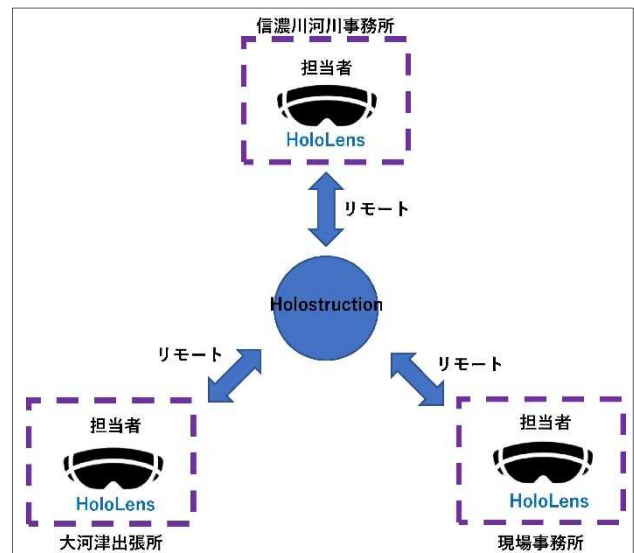 信濃川河川事務所
担当者
HoloLens
リモート
Holostruction
リモート
リモート
担当者
HoloLens
大河津出張所
担当者
HoloLens
現場事務所